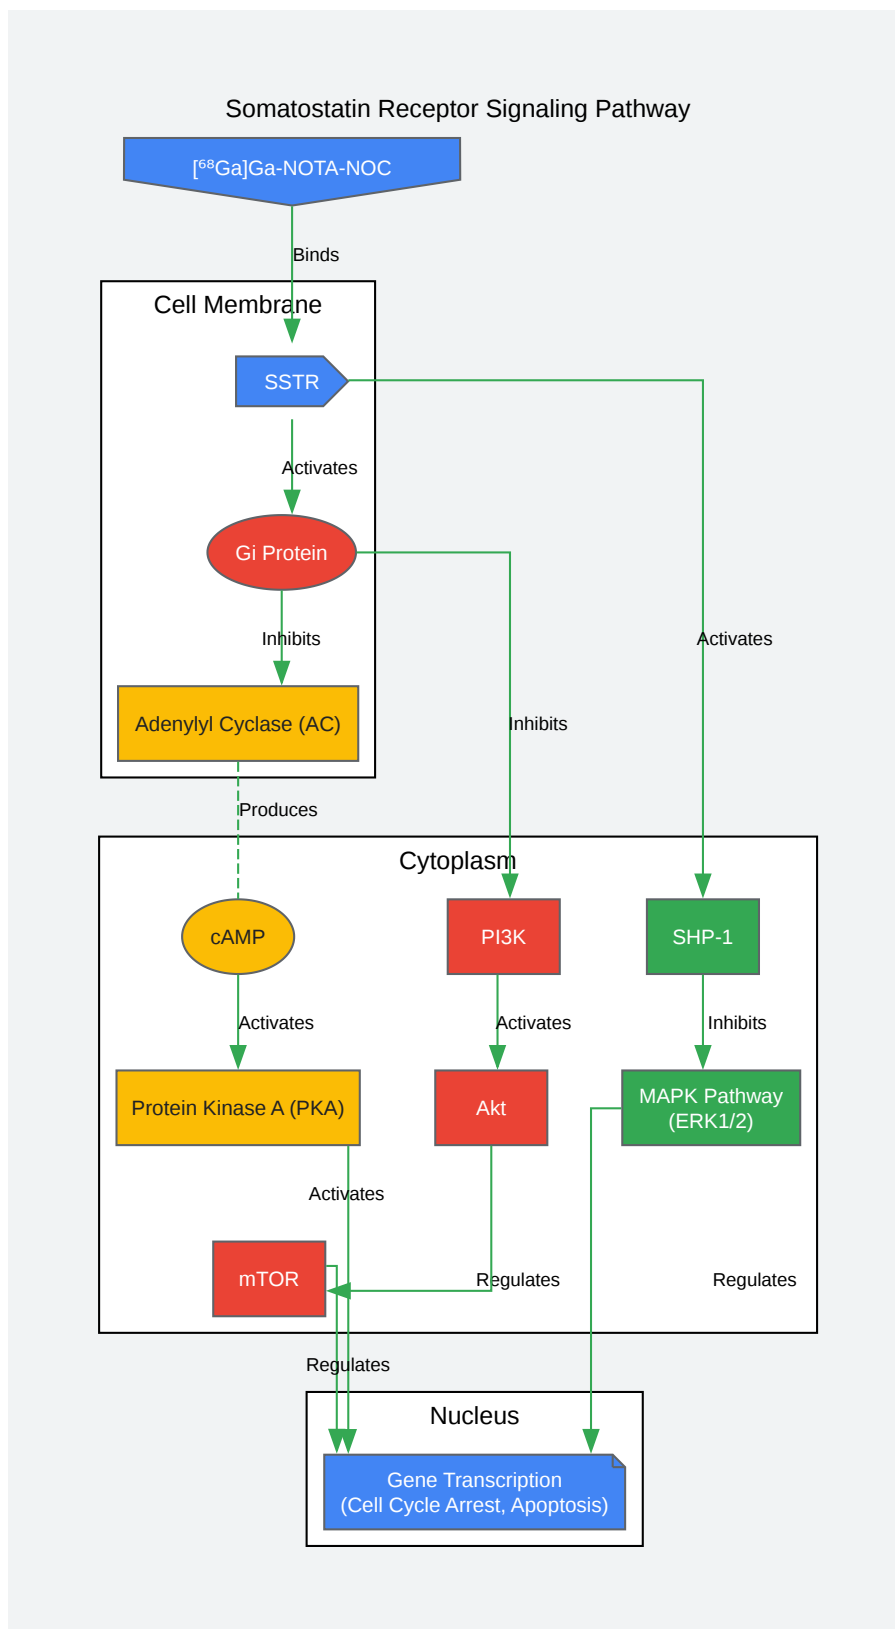 Somatostatin Receptor Signaling Pathway
[⁶⁸Ga]Ga-NOTA-NOC
Binds
Cell Membrane
SSTR
Activates
Gi Protein
Inhibits
Activates
Adenylyl Cyclase (AC)
Inhibits
Produces
Cytoplasm
cAMP
PI3K
SHP-1
Activates
Activates
Inhibits
Protein Kinase A (PKA)
Akt
MAPK Pathway
(ERK1/2)
Activates
mTOR
Regulates
Regulates
Regulates
Nucleus
Gene Transcription
(Cell Cycle Arrest, Apoptosis)